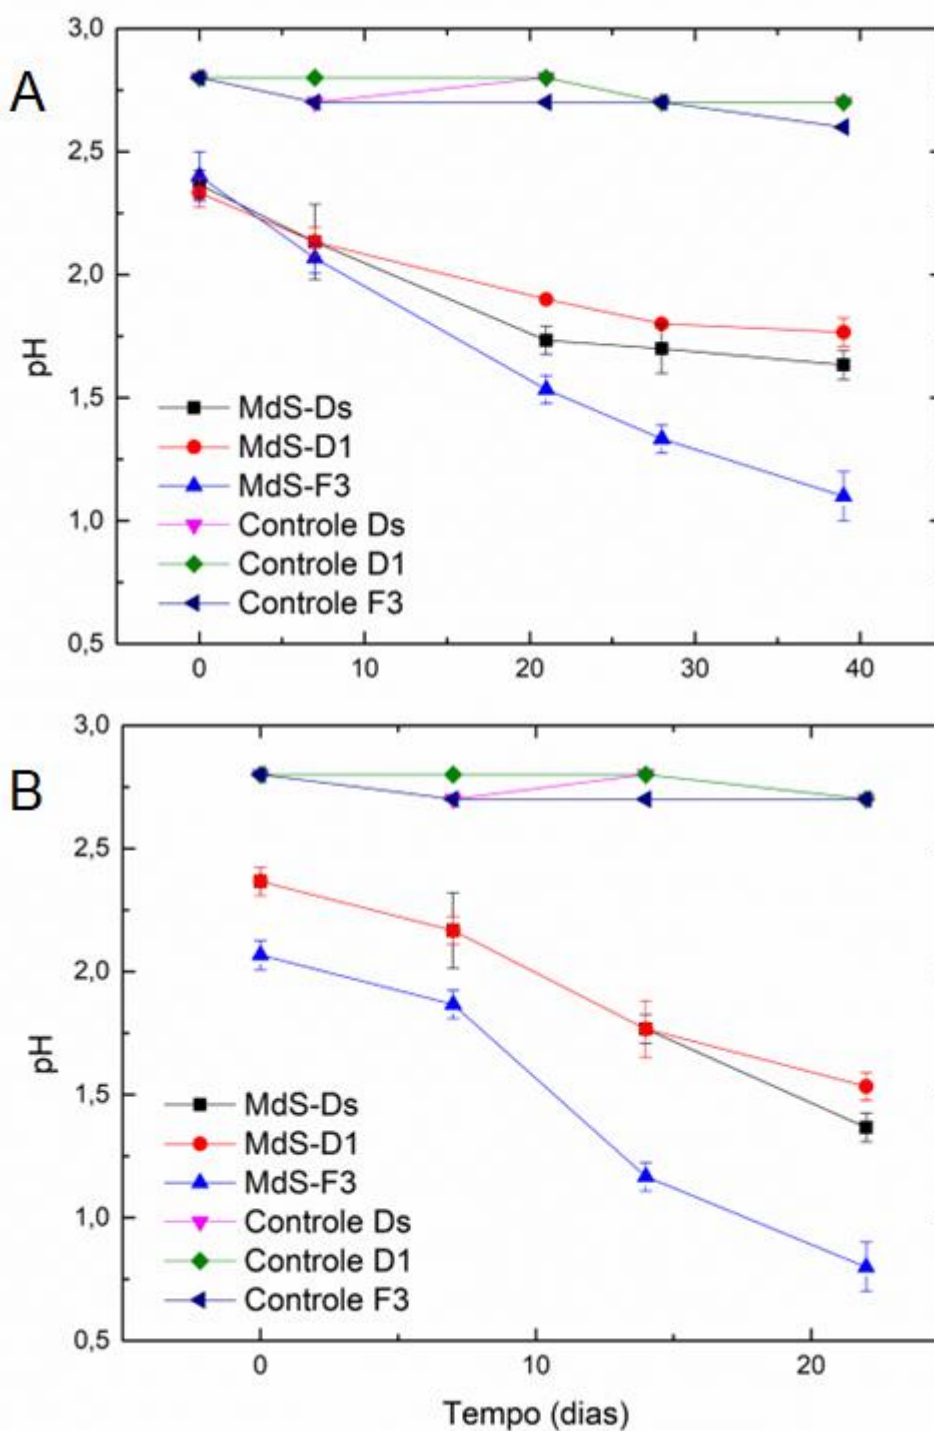 A
3,0
2,5
2,0
1,5
1,0
0,5
pH
MdS-Ds
MdS-D1
MdS-F3
Controle Ds
Controle D1
Controle F3
0 10 20 30 40
B
3,0
2,5
2,0
1,5
1,0
0,5
pH
MdS-Ds
MdS-D1
MdS-F3
Controle Ds
Controle D1
Controle F3
0 10 20
Tempo (dias)